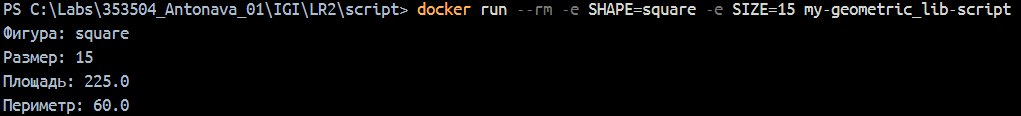 PS C:\Labs\353504_Antonava_01\IGI\LR2\script> docker run --rm -e SHAPE=square -e SIZE=15 my-geometric_lib-script
Фигура: square
Размер: 15
Площадь: 225.0
Периметр: 60.0